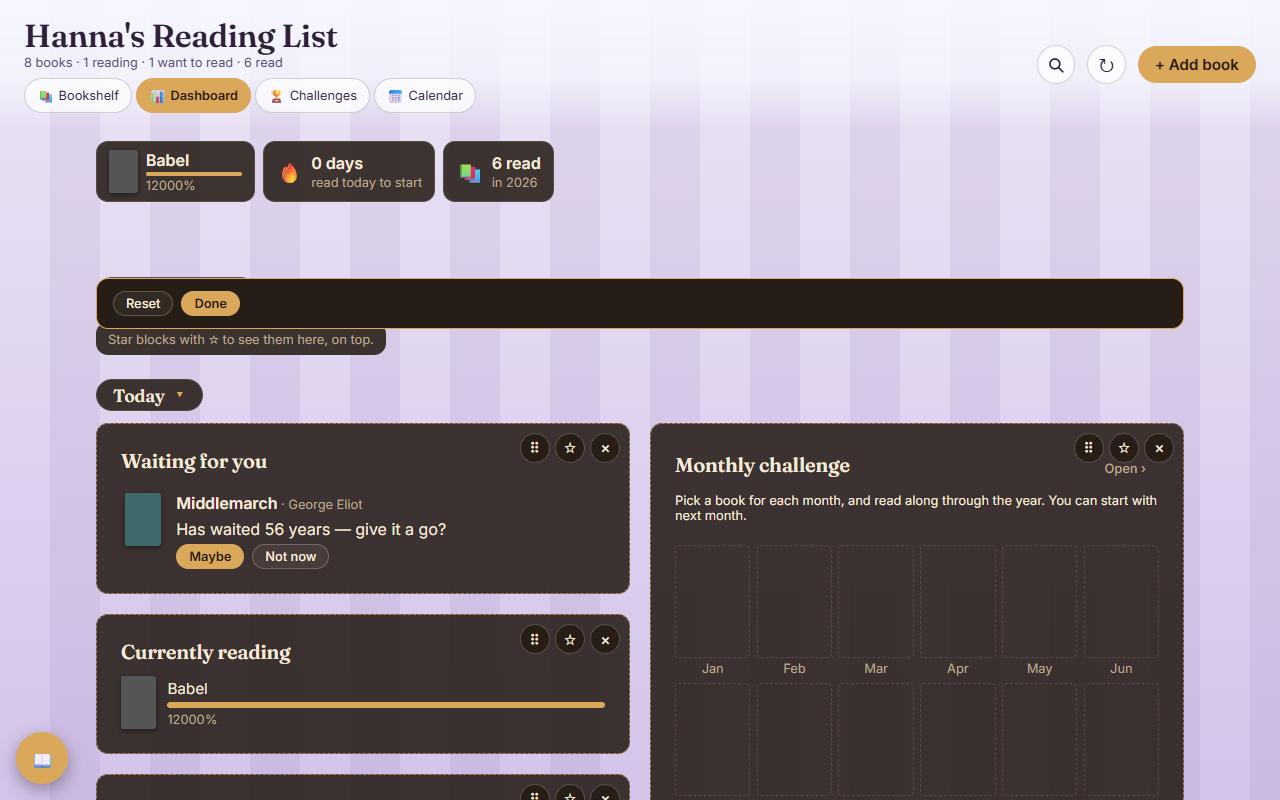 Hanna's Reading List
8 books · 1 reading · 1 want to read · 6 read
Bookshelf
Dashboard
Challenges
Calendar
+ Add book
Babel
12000%
0 days
read today to start
6 read
in 2026
Reset
Done
Star blocks with ☆ to see them here, on top.
Today
Waiting for you
Middlemarch · George Eliot
Has waited 56 years — give it a go?
Maybe
Not now
Monthly challenge
Open ›
Pick a book for each month, and read along through the year. You can start with
next month.
Jan
Feb
Mar
Apr
May
Jun
Currently reading
Babel
12000%